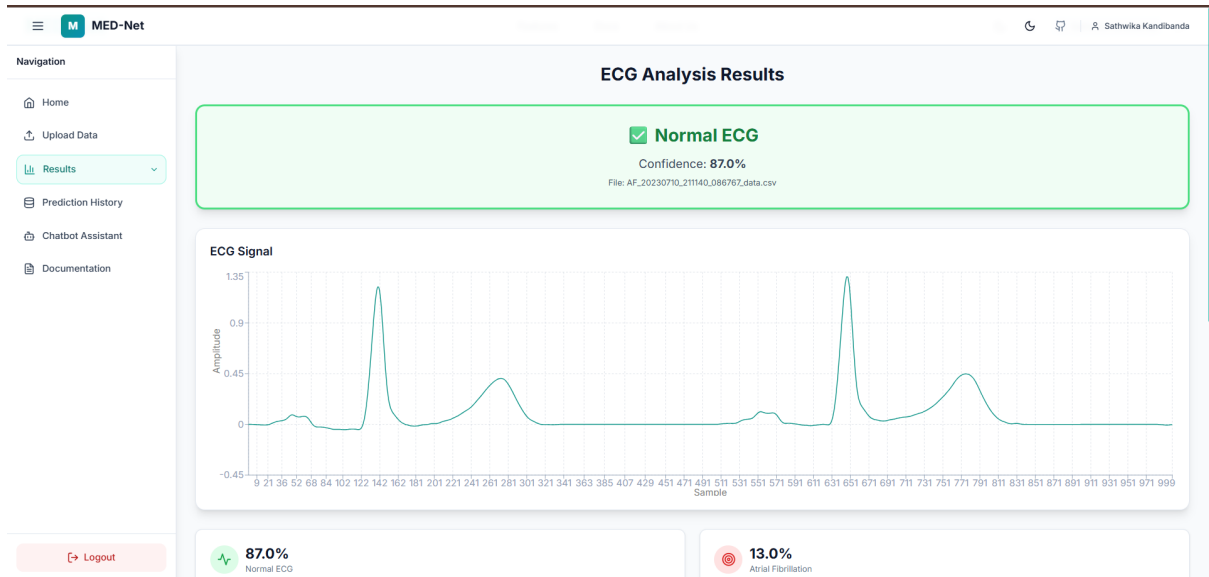 M MED-Net
Sathwika Kandibanda
Navigation
Home
Upload Data
Results
Prediction History
Chatbot Assistant
Documentation
Logout
ECG Analysis Results
Normal ECG
Confidence: 87.0%
File: AF_20230710_211140_086767_data.csv
ECG Signal
Amplitude
1.35
0.9
0.45
0
-0.45
9 21 36 52 68 84 102 122 142 162 181 201 221 241 261 281 301 321 341 363 385 407 429 451 471 491 511 531 551 571 591 611 631 651 671 691 711 731 751 771 791 811 831 851 871 891 911 931 951 971 999
Sample
87.0%
Normal ECG
13.0%
Atrial Fibrillation